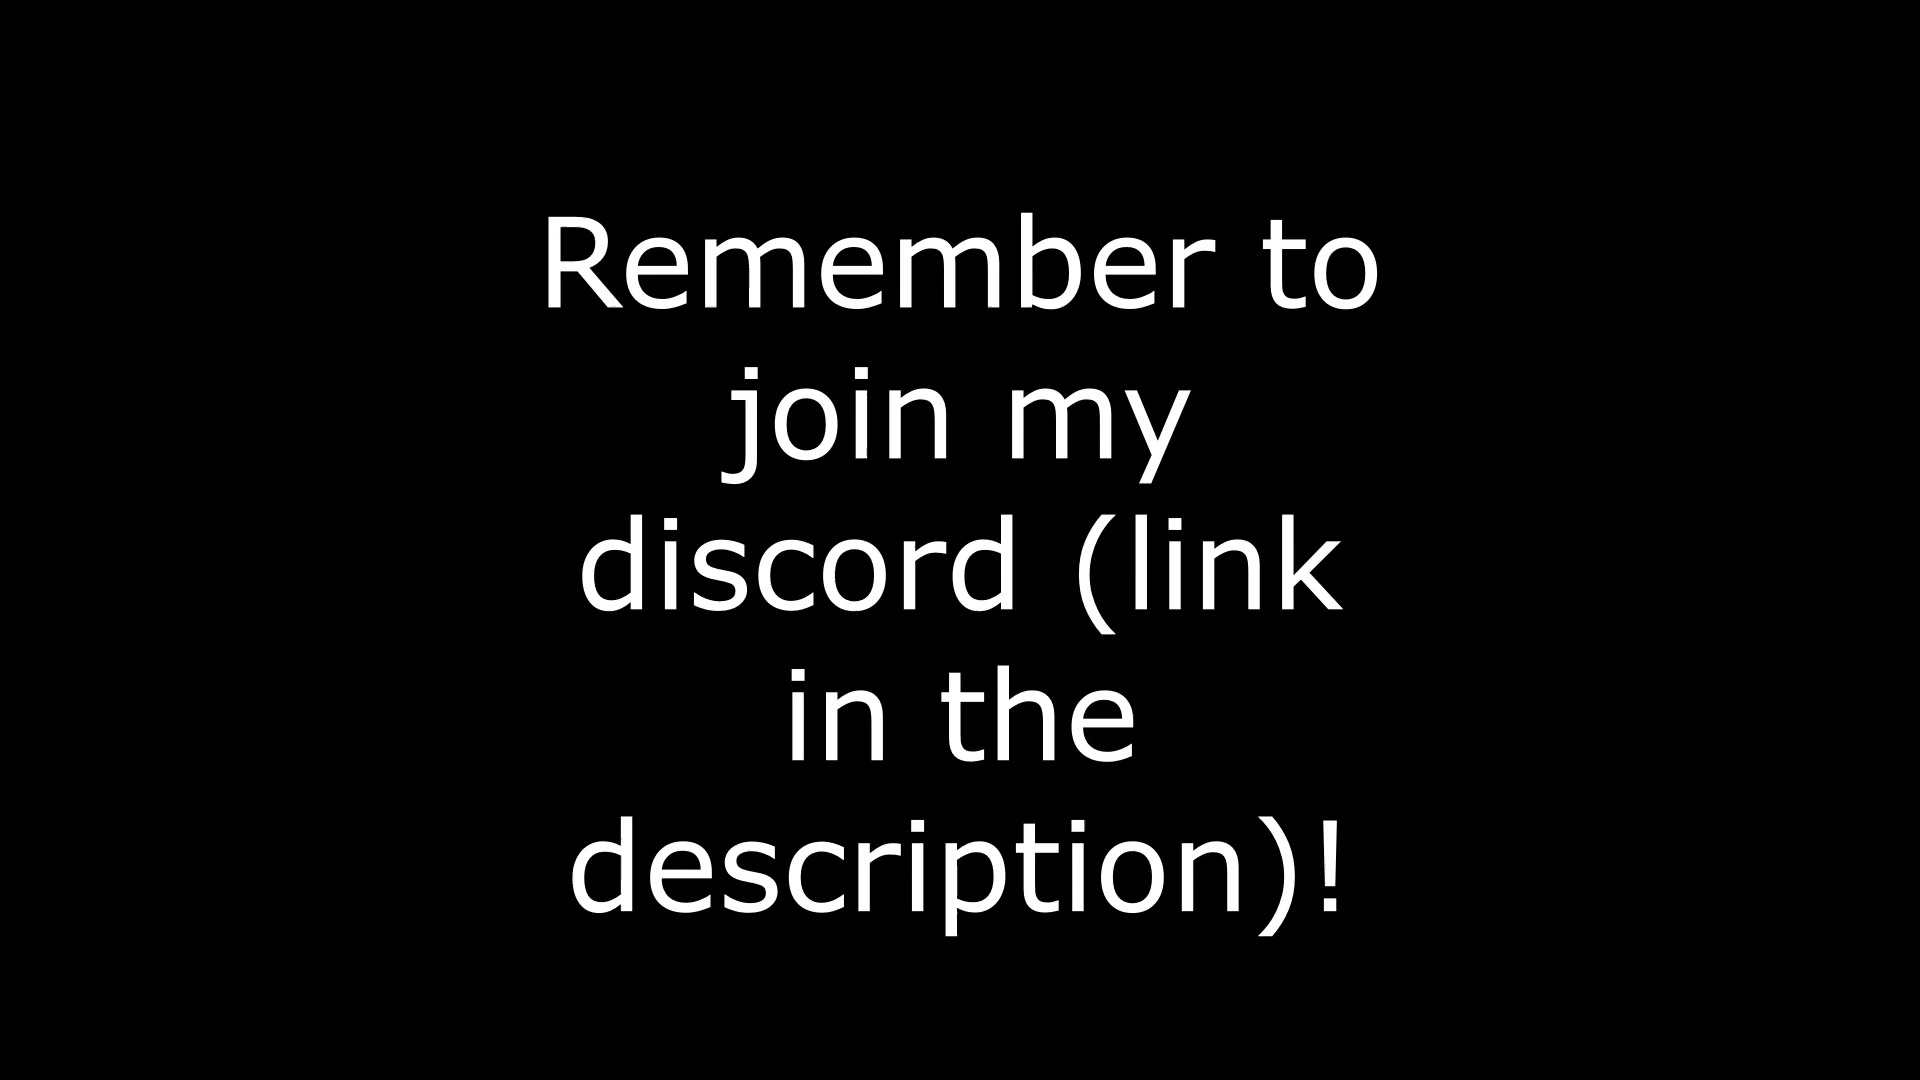 Remember to
join my
discord (link
in the
description)!